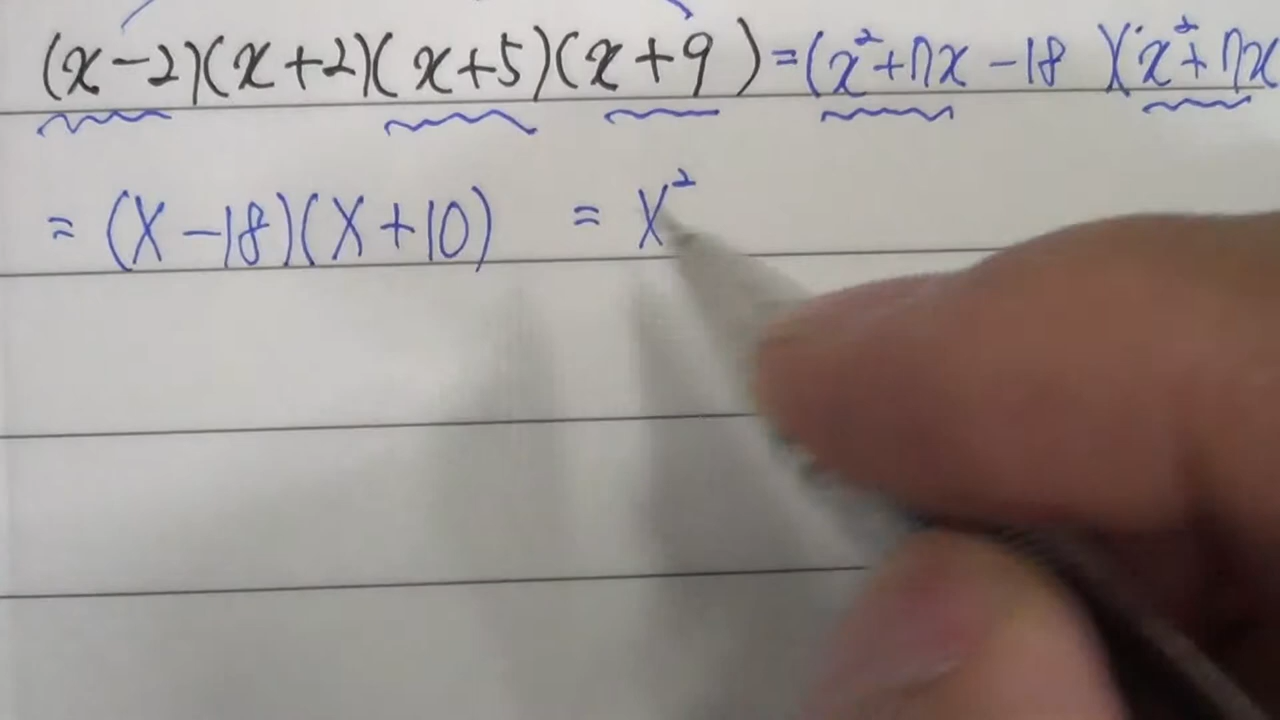 (x-2)(x+2)(x+5)(x+9)=(x²+7x-18)(x²+7x
=(X-18)(X+10) = X²